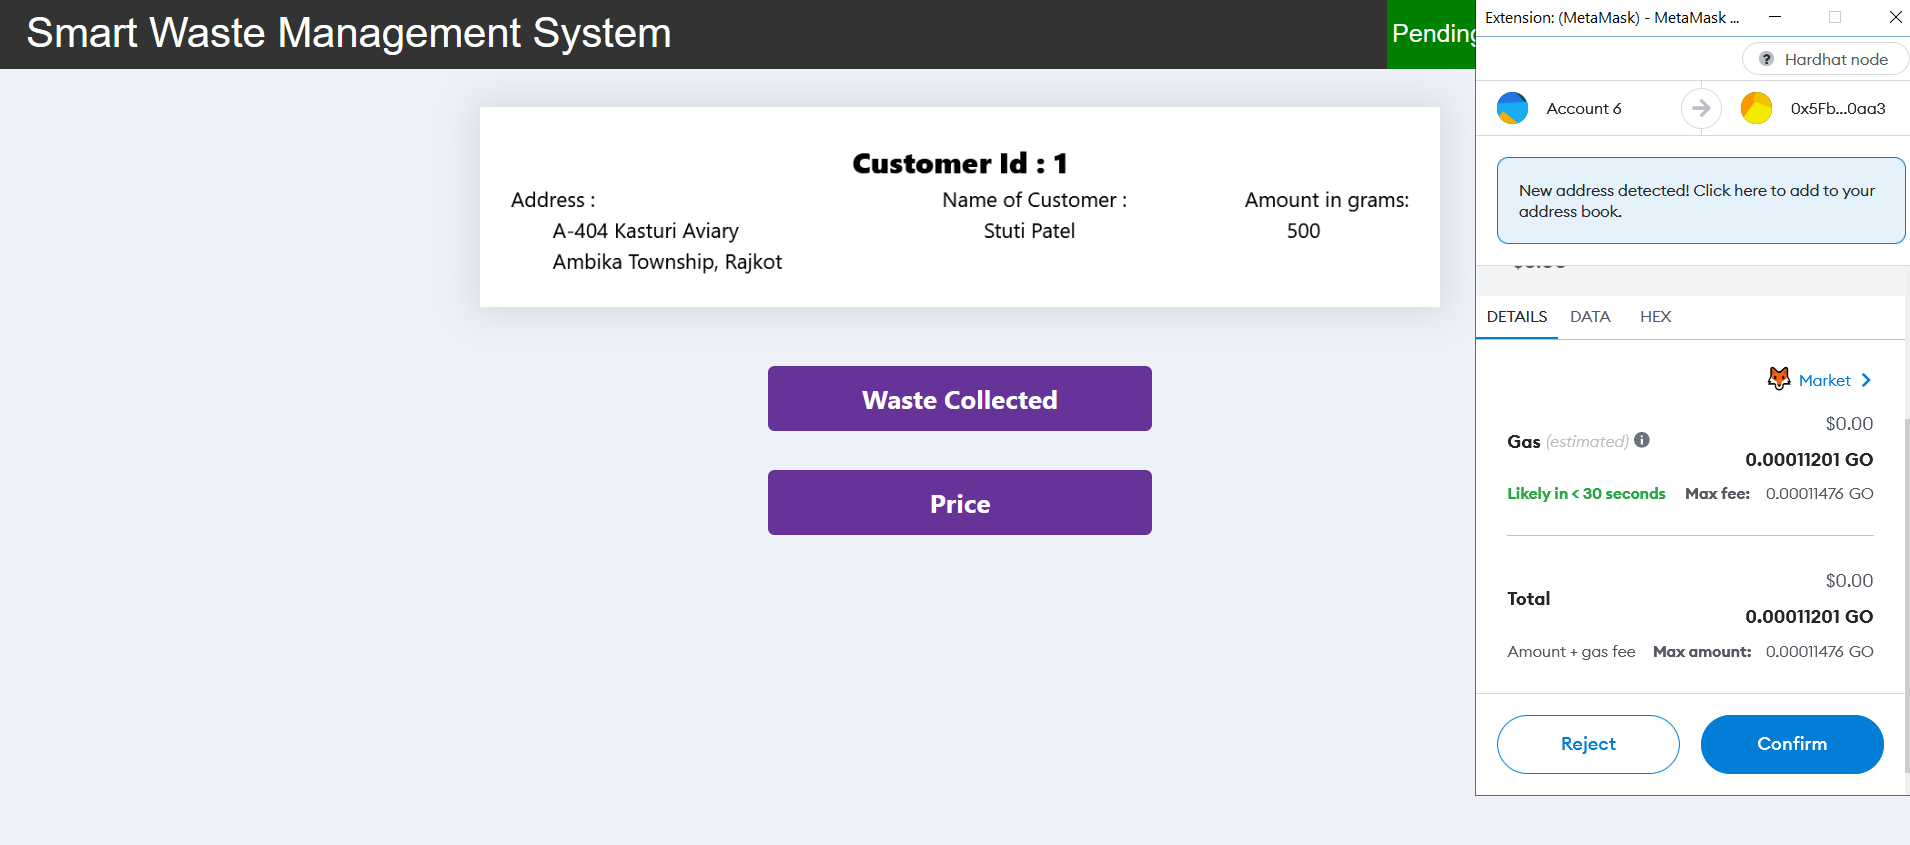 Smart Waste Management System
Pending
Customer Id : 1
Address :
A-404 Kasturi Aviary
Ambika Township, Rajkot
Name of Customer :
Stuti Patel
Amount in grams:
500
Waste Collected
Price
Extension: (MetaMask) - MetaMask ...
Hardhat node
Account 6
0x5Fb...0aa3
New address detected! Click here to add to your
address book.
DETAILS DATA HEX
Market
$0.00
Gas (estimated)
0.00011201 GO
Likely in < 30 seconds Max fee: 0.00011476 GO
$0.00
Total
0.00011201 GO
Amount + gas fee Max amount: 0.00011476 GO
Reject Confirm